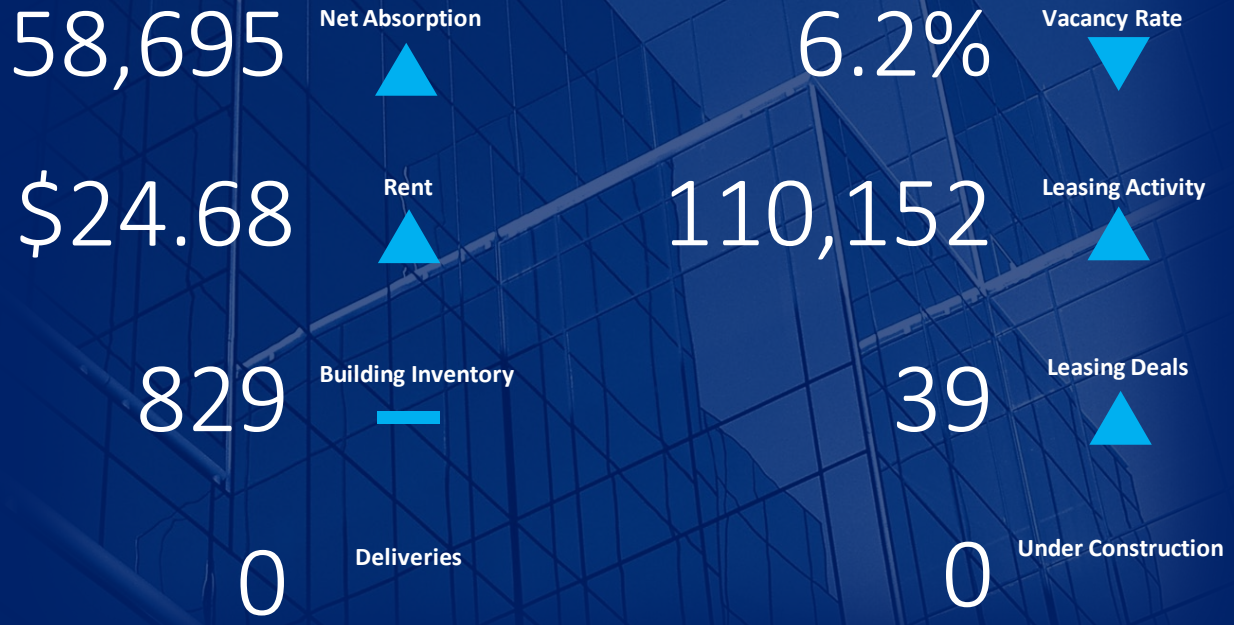 58,695 Net Absorption
6.2% Vacancy Rate
$24.68 Rent
110,152 Leasing Activity
829 Building Inventory
39 Leasing Deals
0 Deliveries
0 Under Construction